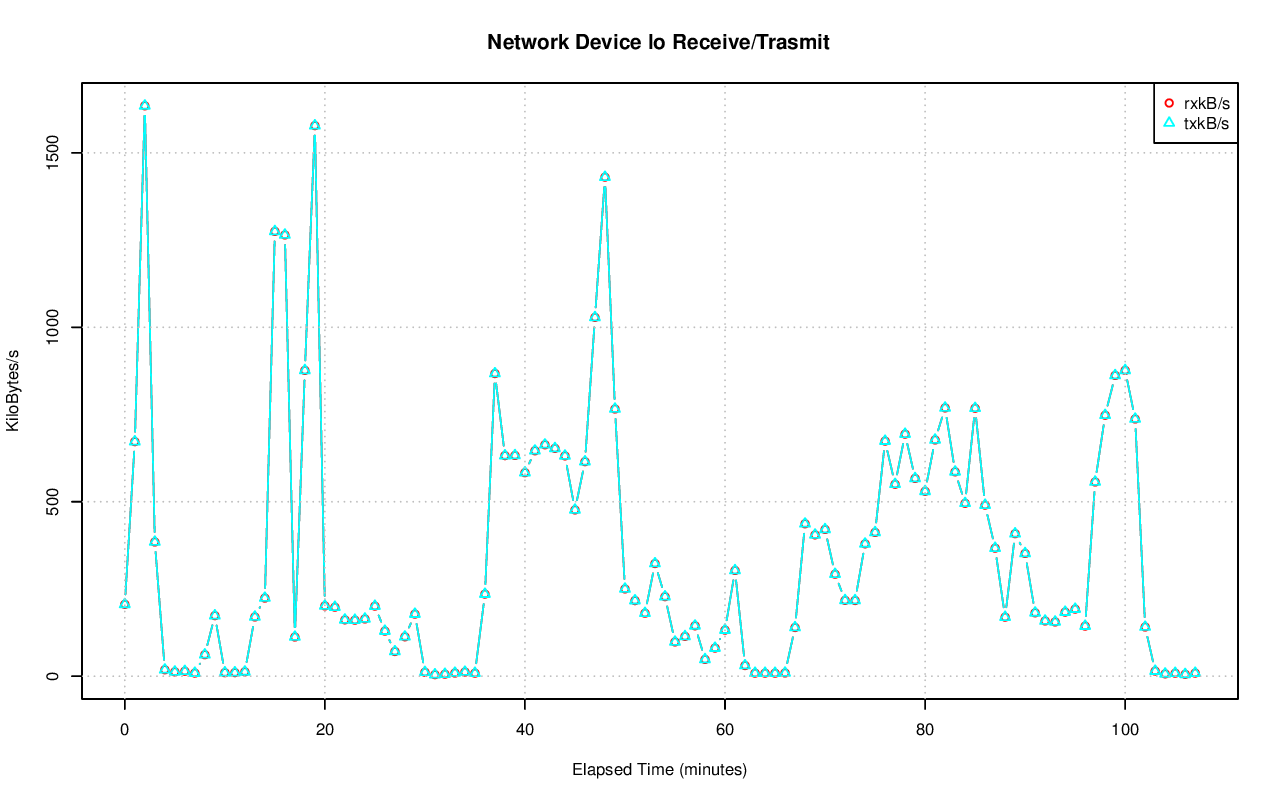 Network Device lo Receive/Trasmit
rxkB/s
txkB/s
KiloBytes/s
1500
1000
500
0
0 20 40 60 80 100
Elapsed Time (minutes)